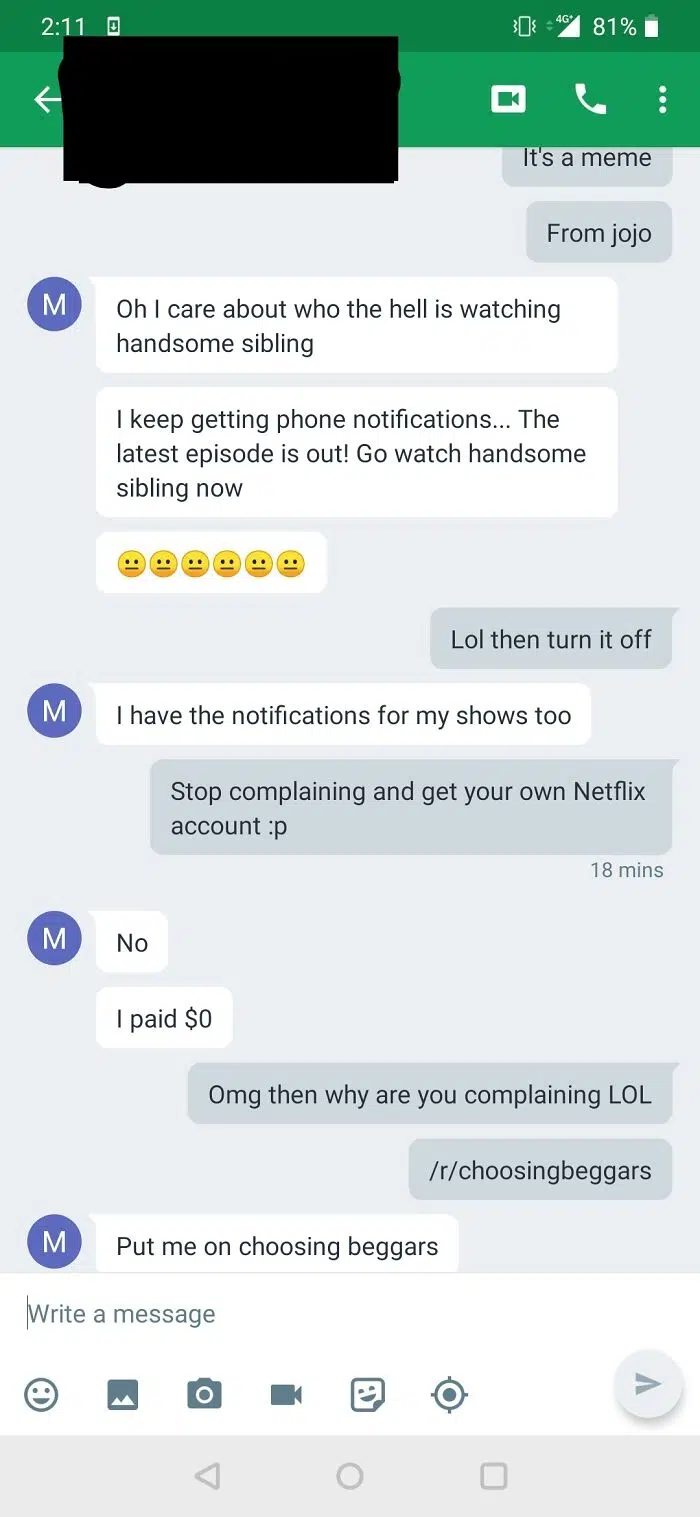 2:11
4G+
81%
It's a meme
From jojo
M
Oh I care about who the hell is watching
handsome sibling
I keep getting phone notifications... The
latest episode is out! Go watch handsome
sibling now
😐😐😐😐😐😐
Lol then turn it off
M
I have the notifications for my shows too
Stop complaining and get your own Netflix
account :p
18 mins
M
No
I paid $0
Omg then why are you complaining LOL
/r/choosingbeggars
M
Put me on choosing beggars
Write a message